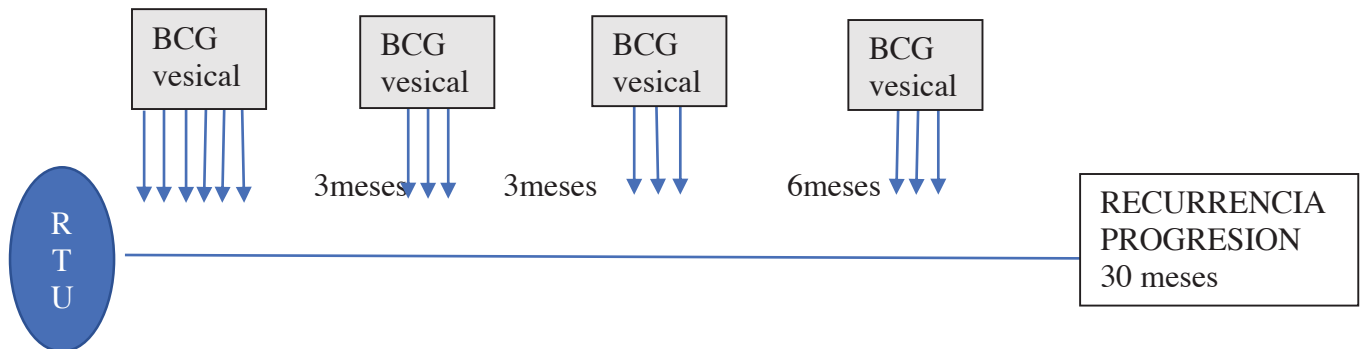 BCG
vesical
BCG
vesical
BCG
vesical
BCG
vesical
3meses
3meses
6meses
R
T
U
RECURRENCIA
PROGRESION
30 meses